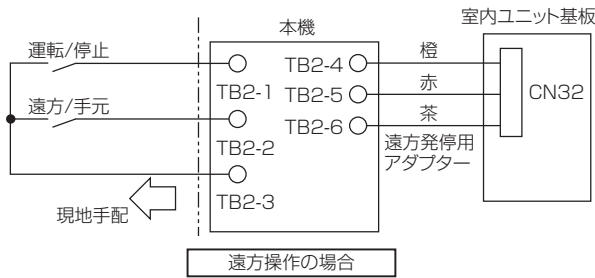 室内ユニット基板
本機
運転/停止
橙
TB2-4
TB2-1
赤
TB2-5
CN32
遠方/手元
茶
TB2-6
TB2-2
遠方発停用
アダプター
TB2-3
現地手配
遠方操作の場合